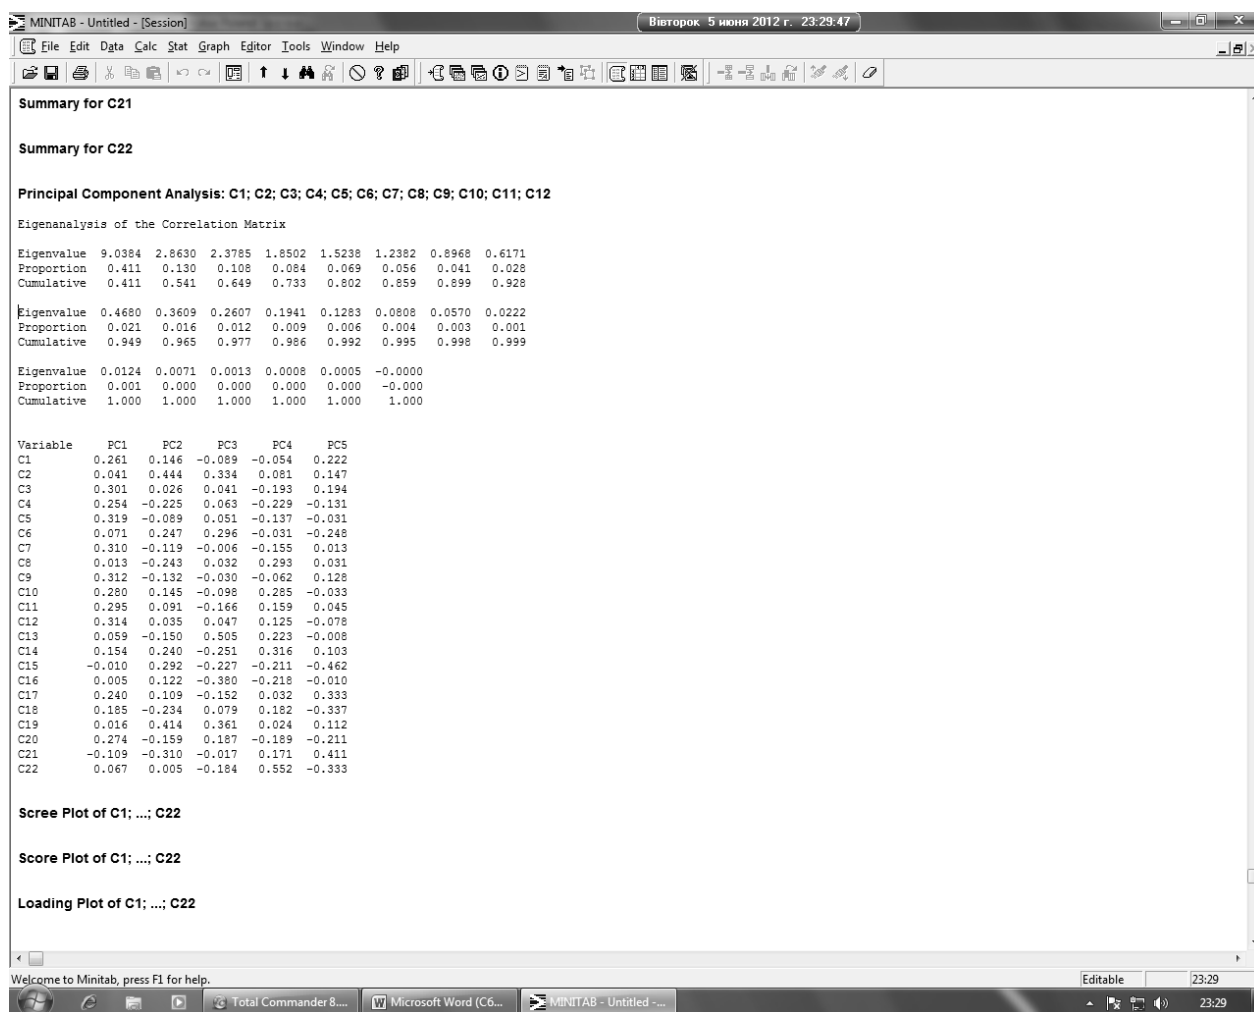 MINITAB - Untitled - [Session]
Вівторок 5 июня 2012 г. 23:29:47
File Edit Data Calc Stat Graph Editor Tools Window Help
Summary for C21
Summary for C22
Principal Component Analysis: C1; C2; C3; C4; C5; C6; C7; C8; C9; C10; C11; C12
Eigenanalysis of the Correlation Matrix
Eigenvalue 9.0384 2.8630 2.3785 1.8502 1.5238 1.2382 0.8968 0.6171
Proportion 0.411 0.130 0.108 0.084 0.069 0.056 0.041 0.028
Cumulative 0.411 0.541 0.649 0.733 0.802 0.859 0.899 0.928
Eigenvalue 0.4680 0.3609 0.2607 0.1941 0.1283 0.0808 0.0570 0.0222
Proportion 0.021 0.016 0.012 0.009 0.006 0.004 0.003 0.001
Cumulative 0.949 0.965 0.977 0.986 0.992 0.995 0.998 0.999
Eigenvalue 0.0124 0.0071 0.0013 0.0008 0.0005 -0.0000
Proportion 0.001 0.000 0.000 0.000 0.000 -0.000
Cumulative 1.000 1.000 1.000 1.000 1.000 1.000
Variable PC1 PC2 PC3 PC4 PC5
C1 0.261 0.146 -0.089 -0.054 0.222
C2 0.041 0.444 0.334 0.081 0.147
C3 0.301 0.026 0.041 -0.193 0.194
C4 0.254 -0.225 0.063 -0.229 -0.131
C5 0.319 -0.089 0.051 -0.137 -0.031
C6 0.071 0.247 0.296 -0.031 -0.248
C7 0.310 -0.119 -0.006 -0.155 0.013
C8 0.013 -0.243 0.032 0.293 0.031
C9 0.312 -0.132 -0.030 -0.062 0.128
C10 0.280 0.145 -0.098 0.285 -0.033
C11 0.295 0.091 -0.166 0.159 0.045
C12 0.314 0.035 0.047 0.125 -0.078
C13 0.059 -0.150 0.505 0.223 -0.008
C14 0.154 0.240 -0.251 0.316 0.103
C15 -0.010 0.292 -0.227 -0.211 -0.462
C16 0.005 0.122 -0.380 -0.218 -0.010
C17 0.240 0.109 -0.152 0.032 0.333
C18 0.185 -0.234 0.079 0.182 -0.337
C19 0.016 0.414 0.361 0.024 0.112
C20 0.274 -0.159 0.187 -0.189 -0.211
C21 -0.109 -0.310 -0.017 0.171 0.411
C22 0.067 0.005 -0.184 0.552 -0.333
Scree Plot of C1; ...; C22
Score Plot of C1; ...; C22
Loading Plot of C1; ...; C22
Welcome to Minitab, press F1 for help.
Editable 23:29
Total Commander 8.... Microsoft Word (C6... MINITAB - Untitled -... 23:29